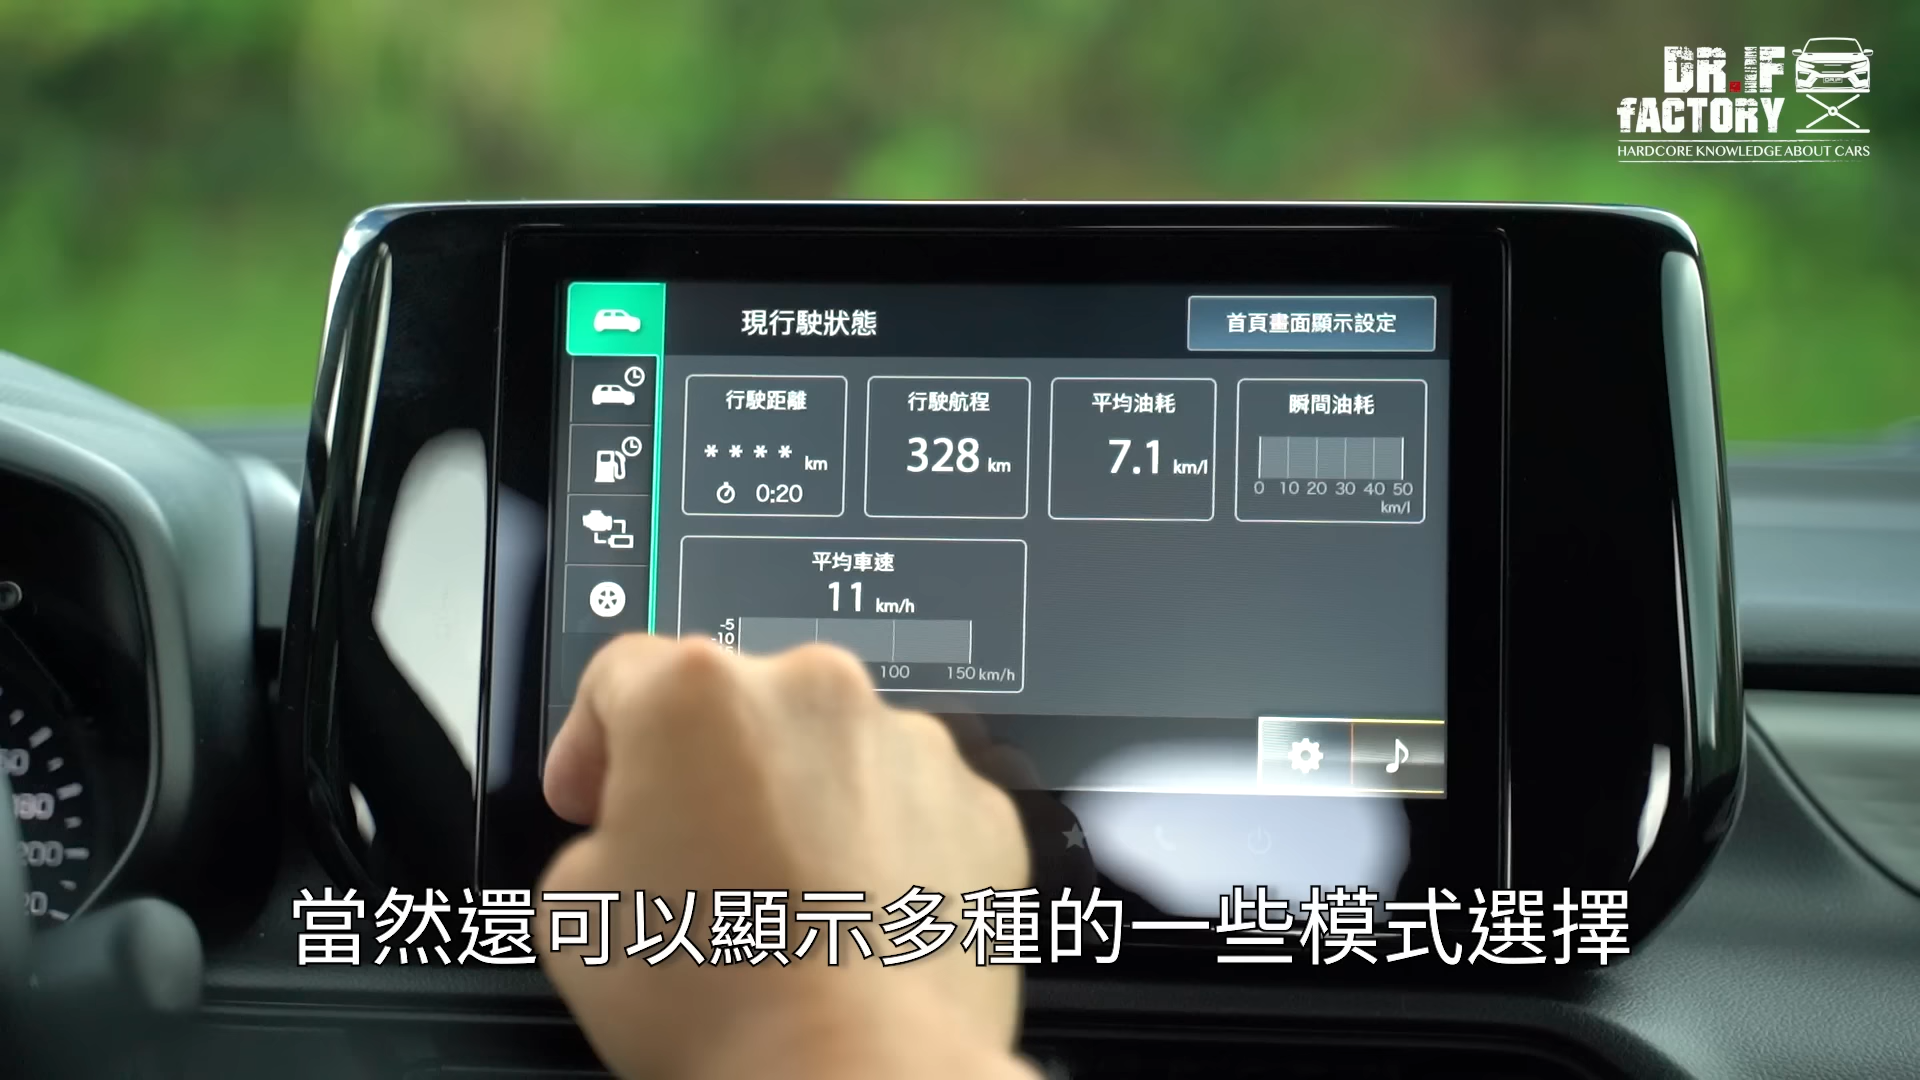 DR.IF
fACTORY
HARDCORE KNOWLEDGE ABOUT CARS
現行駛狀態
首頁畫面顯示設定
行駛距離
**** km
0:20
行駛航程
328 km
平均油耗
7.1 km/l
瞬間油耗
0 10 20 30 40 50
km/l
平均車速
11 km/h
-5
-10
100 150 km/h
當然還可以顯示多種的一些模式選擇